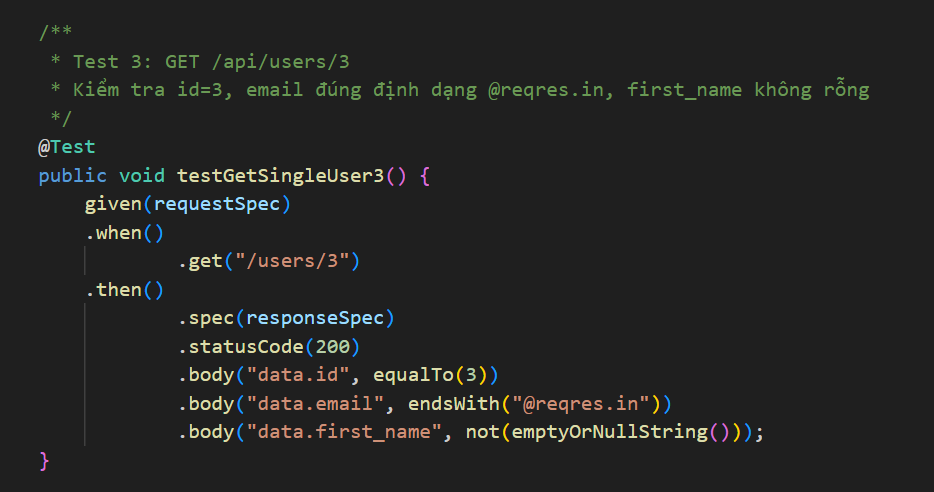 /**
 * Test 3: GET /api/users/3
 * Kiểm tra id=3, email đúng định dạng @reqres.in, first_name không rỗng
 */
@Test
public void testGetSingleUser3() {
    given(requestSpec)
    .when()
            .get("/users/3")
    .then()
            .spec(responseSpec)
            .statusCode(200)
            .body("data.id", equalTo(3))
            .body("data.email", endsWith("@reqres.in"))
            .body("data.first_name", not(emptyOrNullString()));
}